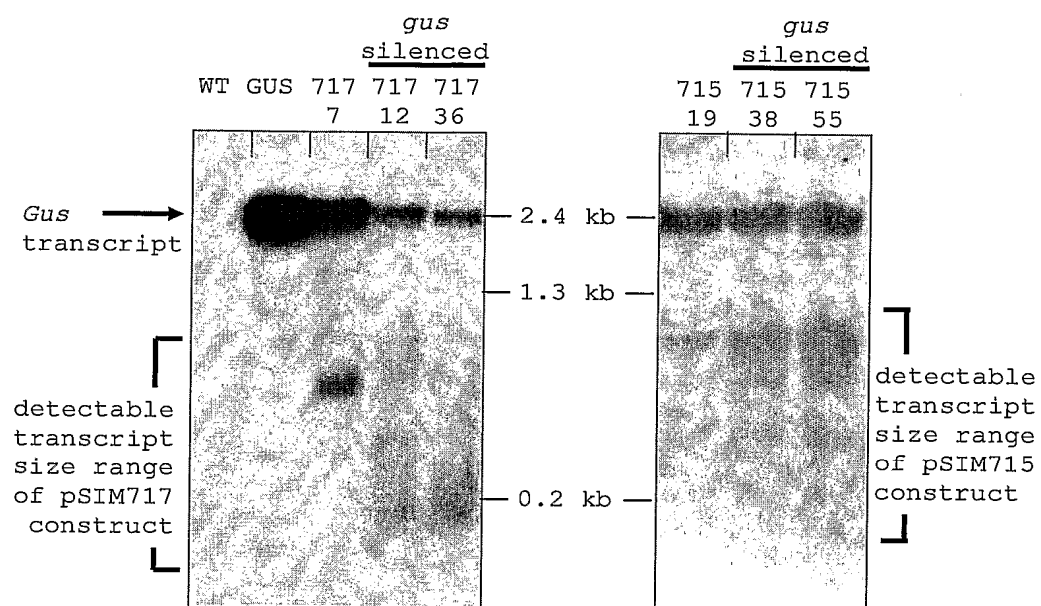 gus
silenced
WT GUS 717 717 717
7 12 36
gus
silenced
715 715 715
19 38 55
Gus
transcript
2.4 kb
1.3 kb
0.2 kb
detectable
transcript
size range
of pSIM717
construct
detectable
transcript
size range
of pSIM715
construct